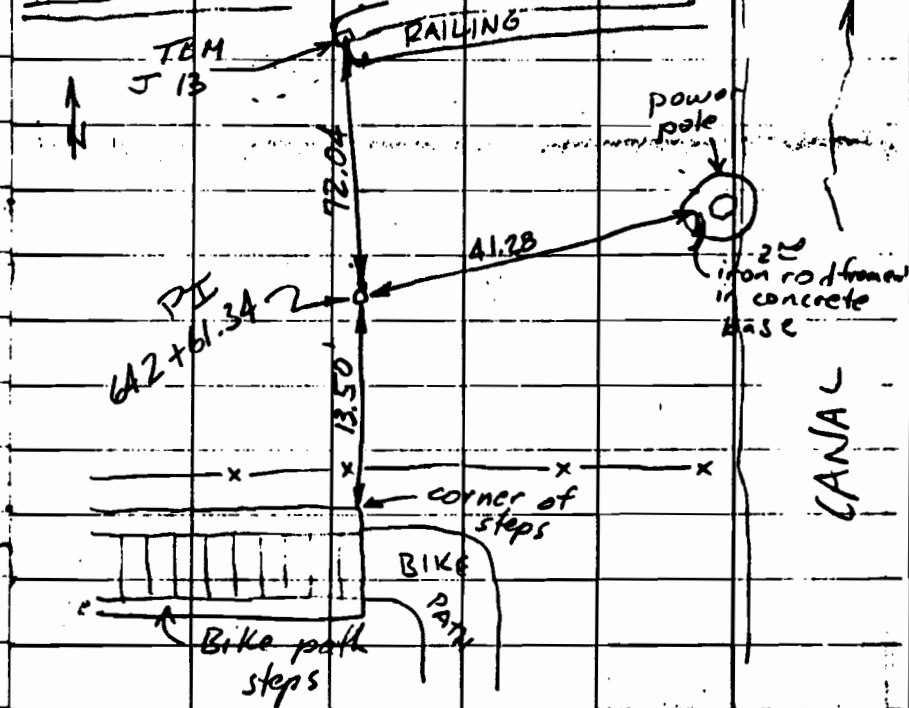 RAILING
TBM
J 13
N
power
pole
72.04
41.28
2"
iron rod framed
in concrete
base
PI
642+61.34
13.50
CANAL
corner of
steps
BIKE
PATH
Bike path
steps